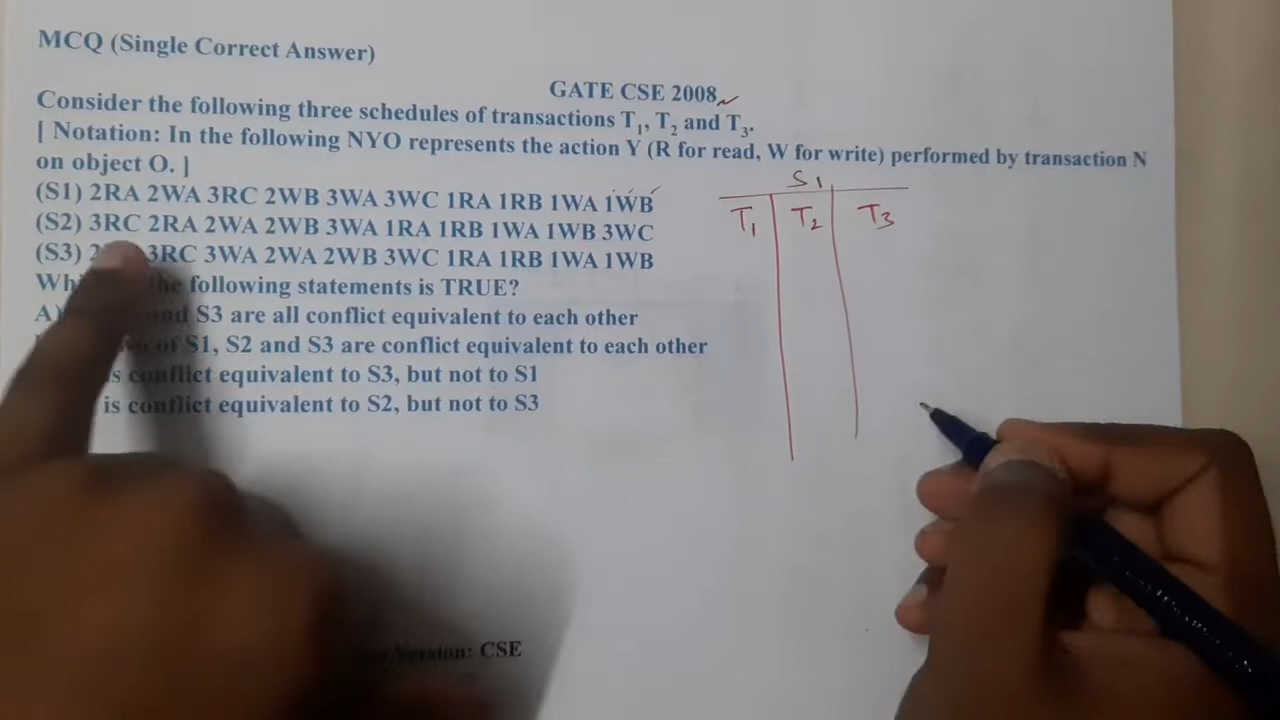 MCQ (Single Correct Answer)
GATE CSE 2008
Consider the following three schedules of transactions T1, T2 and T3.
[ Notation: In the following NYO represents the action Y (R for read, W for write) performed by transaction N
on object O. ]
(S1) 2RA 2WA 3RC 2WB 3WA 3WC 1RA 1RB 1WA 1WB
(S2) 3RC 2RA 2WA 2WB 3WA 1RA 1RB 1WA 1WB 3WC
(S3) 3RC 3WA 2WA 2WB 3WC 1RA 1RB 1WA 1WB
the following statements is TRUE?
and S3 are all conflict equivalent to each other
of S1, S2 and S3 are conflict equivalent to each other
is conflict equivalent to S3, but not to S1
is conflict equivalent to S2, but not to S3
S1
T1 T2 T3
Version: CSE